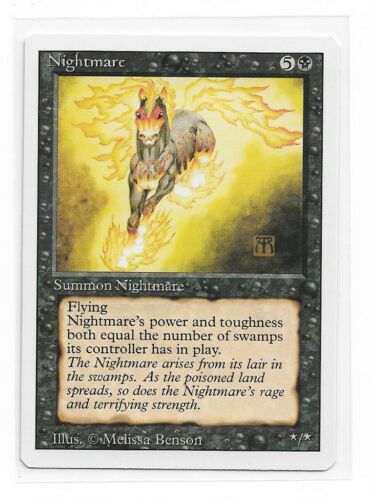 Nightmare 5
Summon Nightmare
Flying
Nightmare's power and toughness
both equal the number of swamps
its controller has in play.
The Nightmare arises from its lair in
the swamps. As the poisoned land
spreads, so does the Nightmare's rage
and terrifying strength.
Illus. © Melissa Benson */*